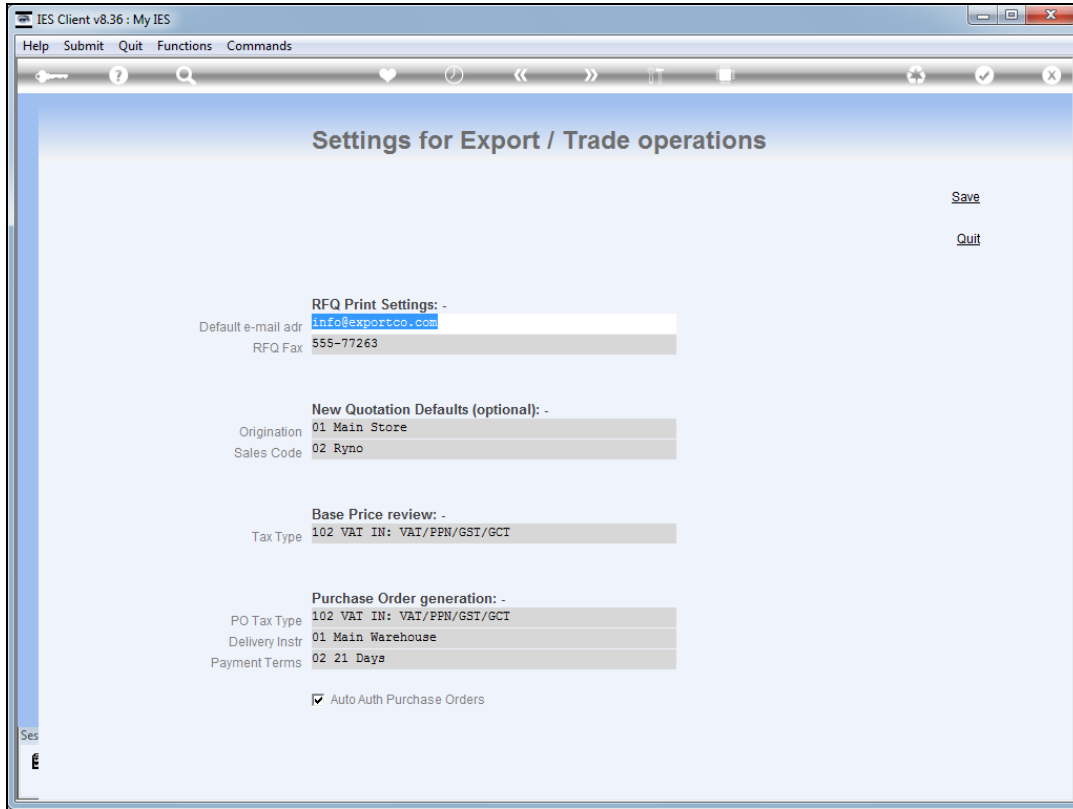 IES Client v8.36 : My IES
Help Submit Quit Functions Commands
Settings for Export / Trade operations
Save
Quit
RFQ Print Settings: -
Default e-mail adr info@exportco.com
RFQ Fax 555-77263
New Quotation Defaults (optional): -
Origination 01 Main Store
Sales Code 02 Ryno
Base Price review: -
Tax Type 102 VAT IN: VAT/PPN/GST/GCT
Purchase Order generation: -
PO Tax Type 102 VAT IN: VAT/PPN/GST/GCT
Delivery Instr 01 Main Warehouse
Payment Terms 02 21 Days
Auto Auth Purchase Orders
Ses